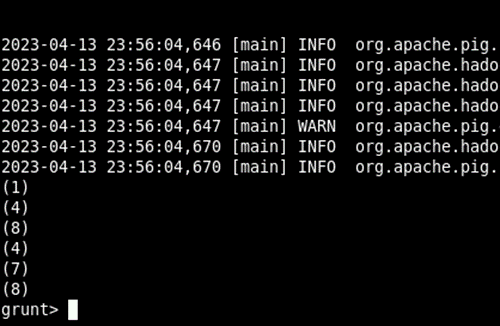 2023-04-13 23:56:04,646 [main] INFO  org.apache.pig.
2023-04-13 23:56:04,647 [main] INFO  org.apache.hado
2023-04-13 23:56:04,647 [main] INFO  org.apache.hado
2023-04-13 23:56:04,647 [main] INFO  org.apache.hado
2023-04-13 23:56:04,647 [main] WARN  org.apache.pig.
2023-04-13 23:56:04,670 [main] INFO  org.apache.hado
2023-04-13 23:56:04,670 [main] INFO  org.apache.pig.
(1)
(4)
(8)
(4)
(7)
(8)
grunt>